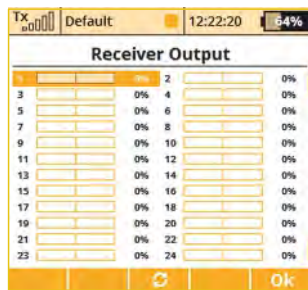 Tx Default 12:22:20 64%
Receiver Output
1 0% 2 0%
3 0% 4 0%
5 0% 6 0%
7 0% 8 0%
9 0% 10 0%
11 0% 12 0%
13 0% 14 0%
15 0% 16 0%
17 0% 18 0%
19 0% 20 0%
21 0% 22 0%
23 0% 24 0%
Ok